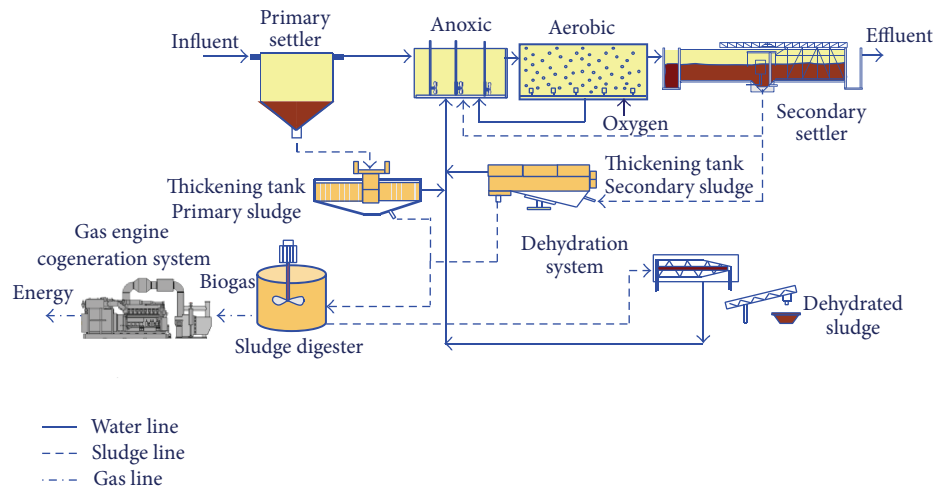 Primary
settler
Influent
Anoxic
Aerobic
Effluent
Oxygen
Secondary
settler
Thickening tank
Primary sludge
Thickening tank
Secondary sludge
Gas engine
cogeneration system
Energy
Biogas
Sludge digester
Dehydration
system
Dehydrated
sludge
Water line
Sludge line
Gas line